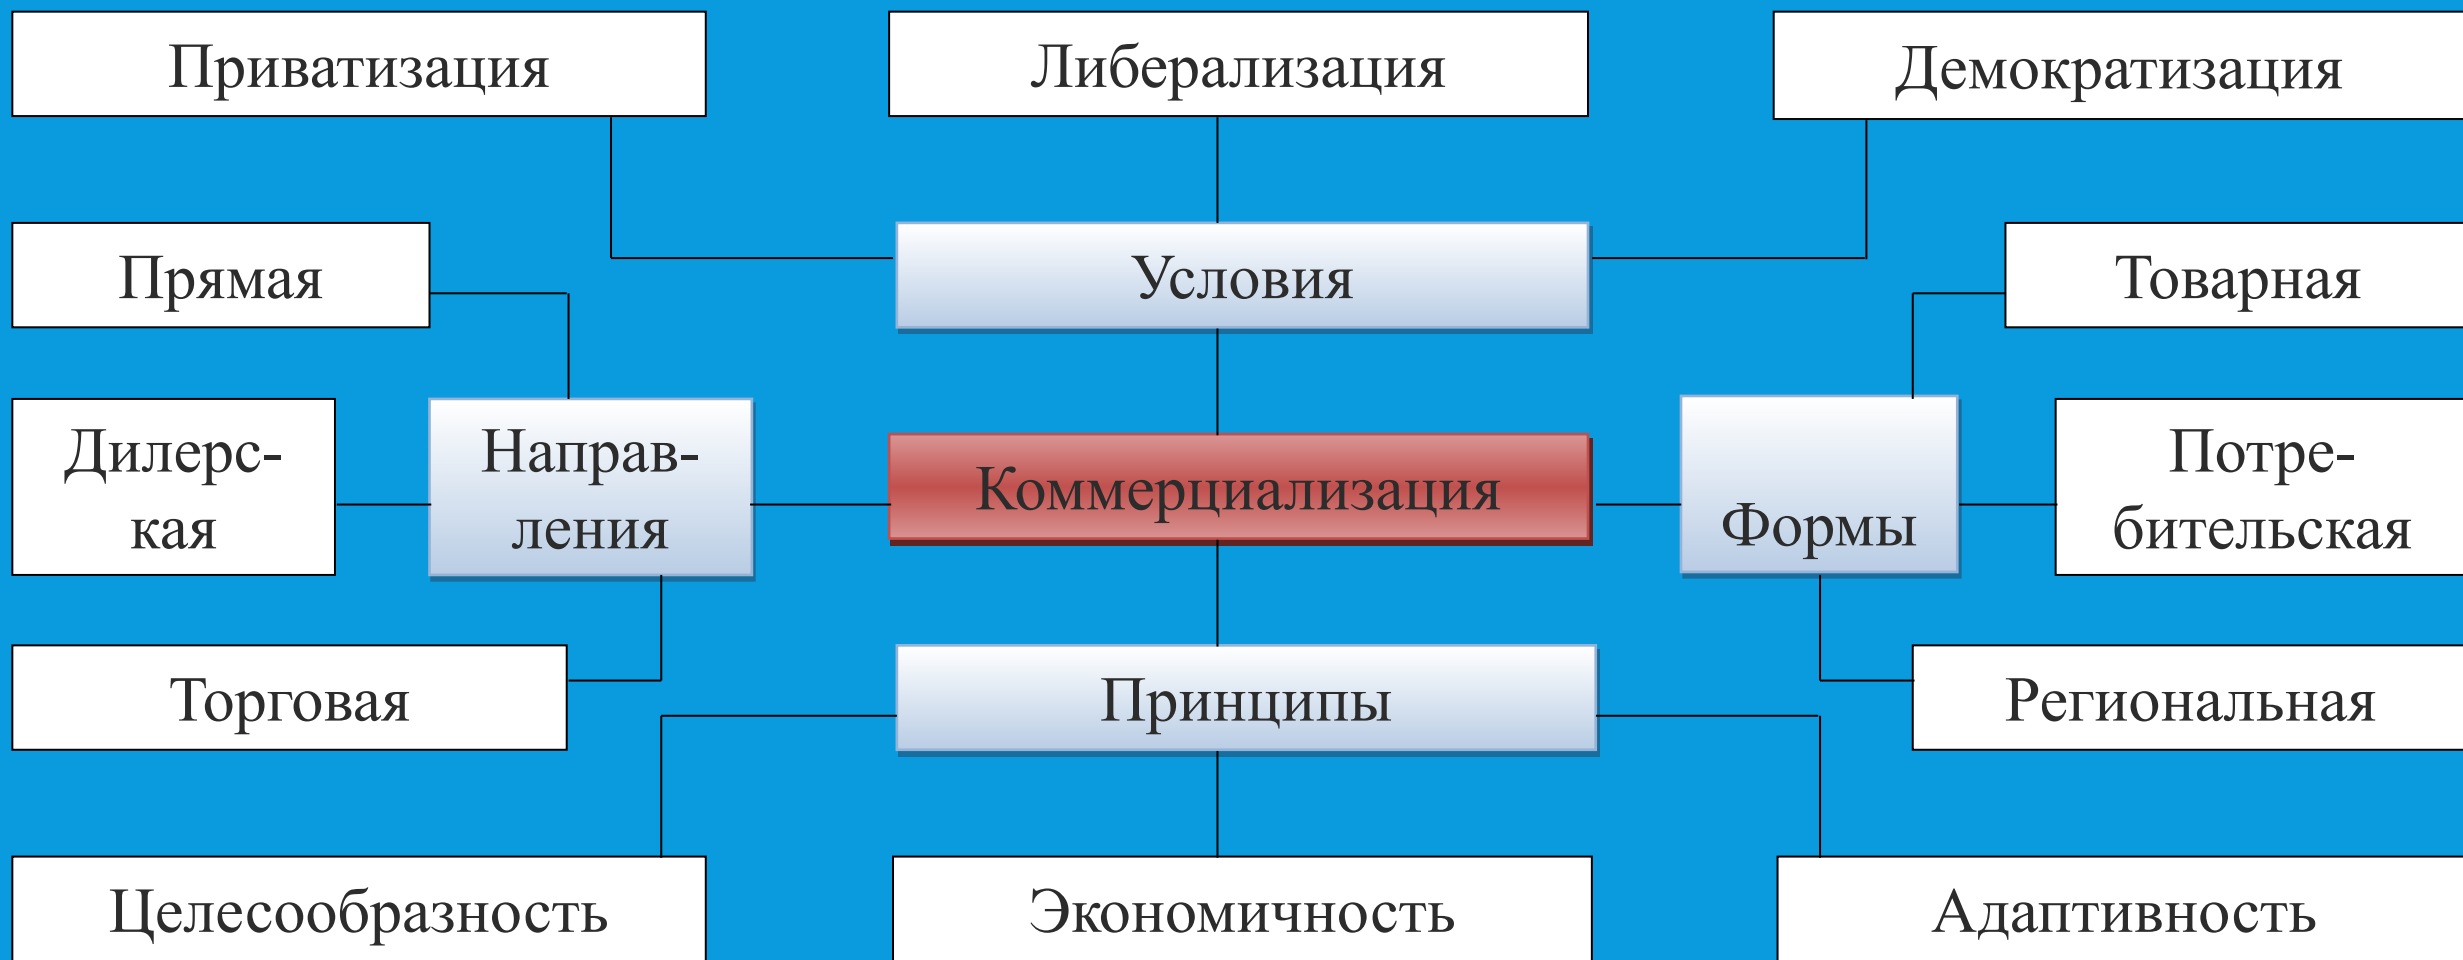 Приватизация
Либерализация
Демократизация
Прямая
Условия
Товарная
Дилерс-
кая
Направ-
ления
Коммерциализация
Формы
Потре-
бительская
Торговая
Принципы
Региональная
Целесообразность
Экономичность
Адаптивность